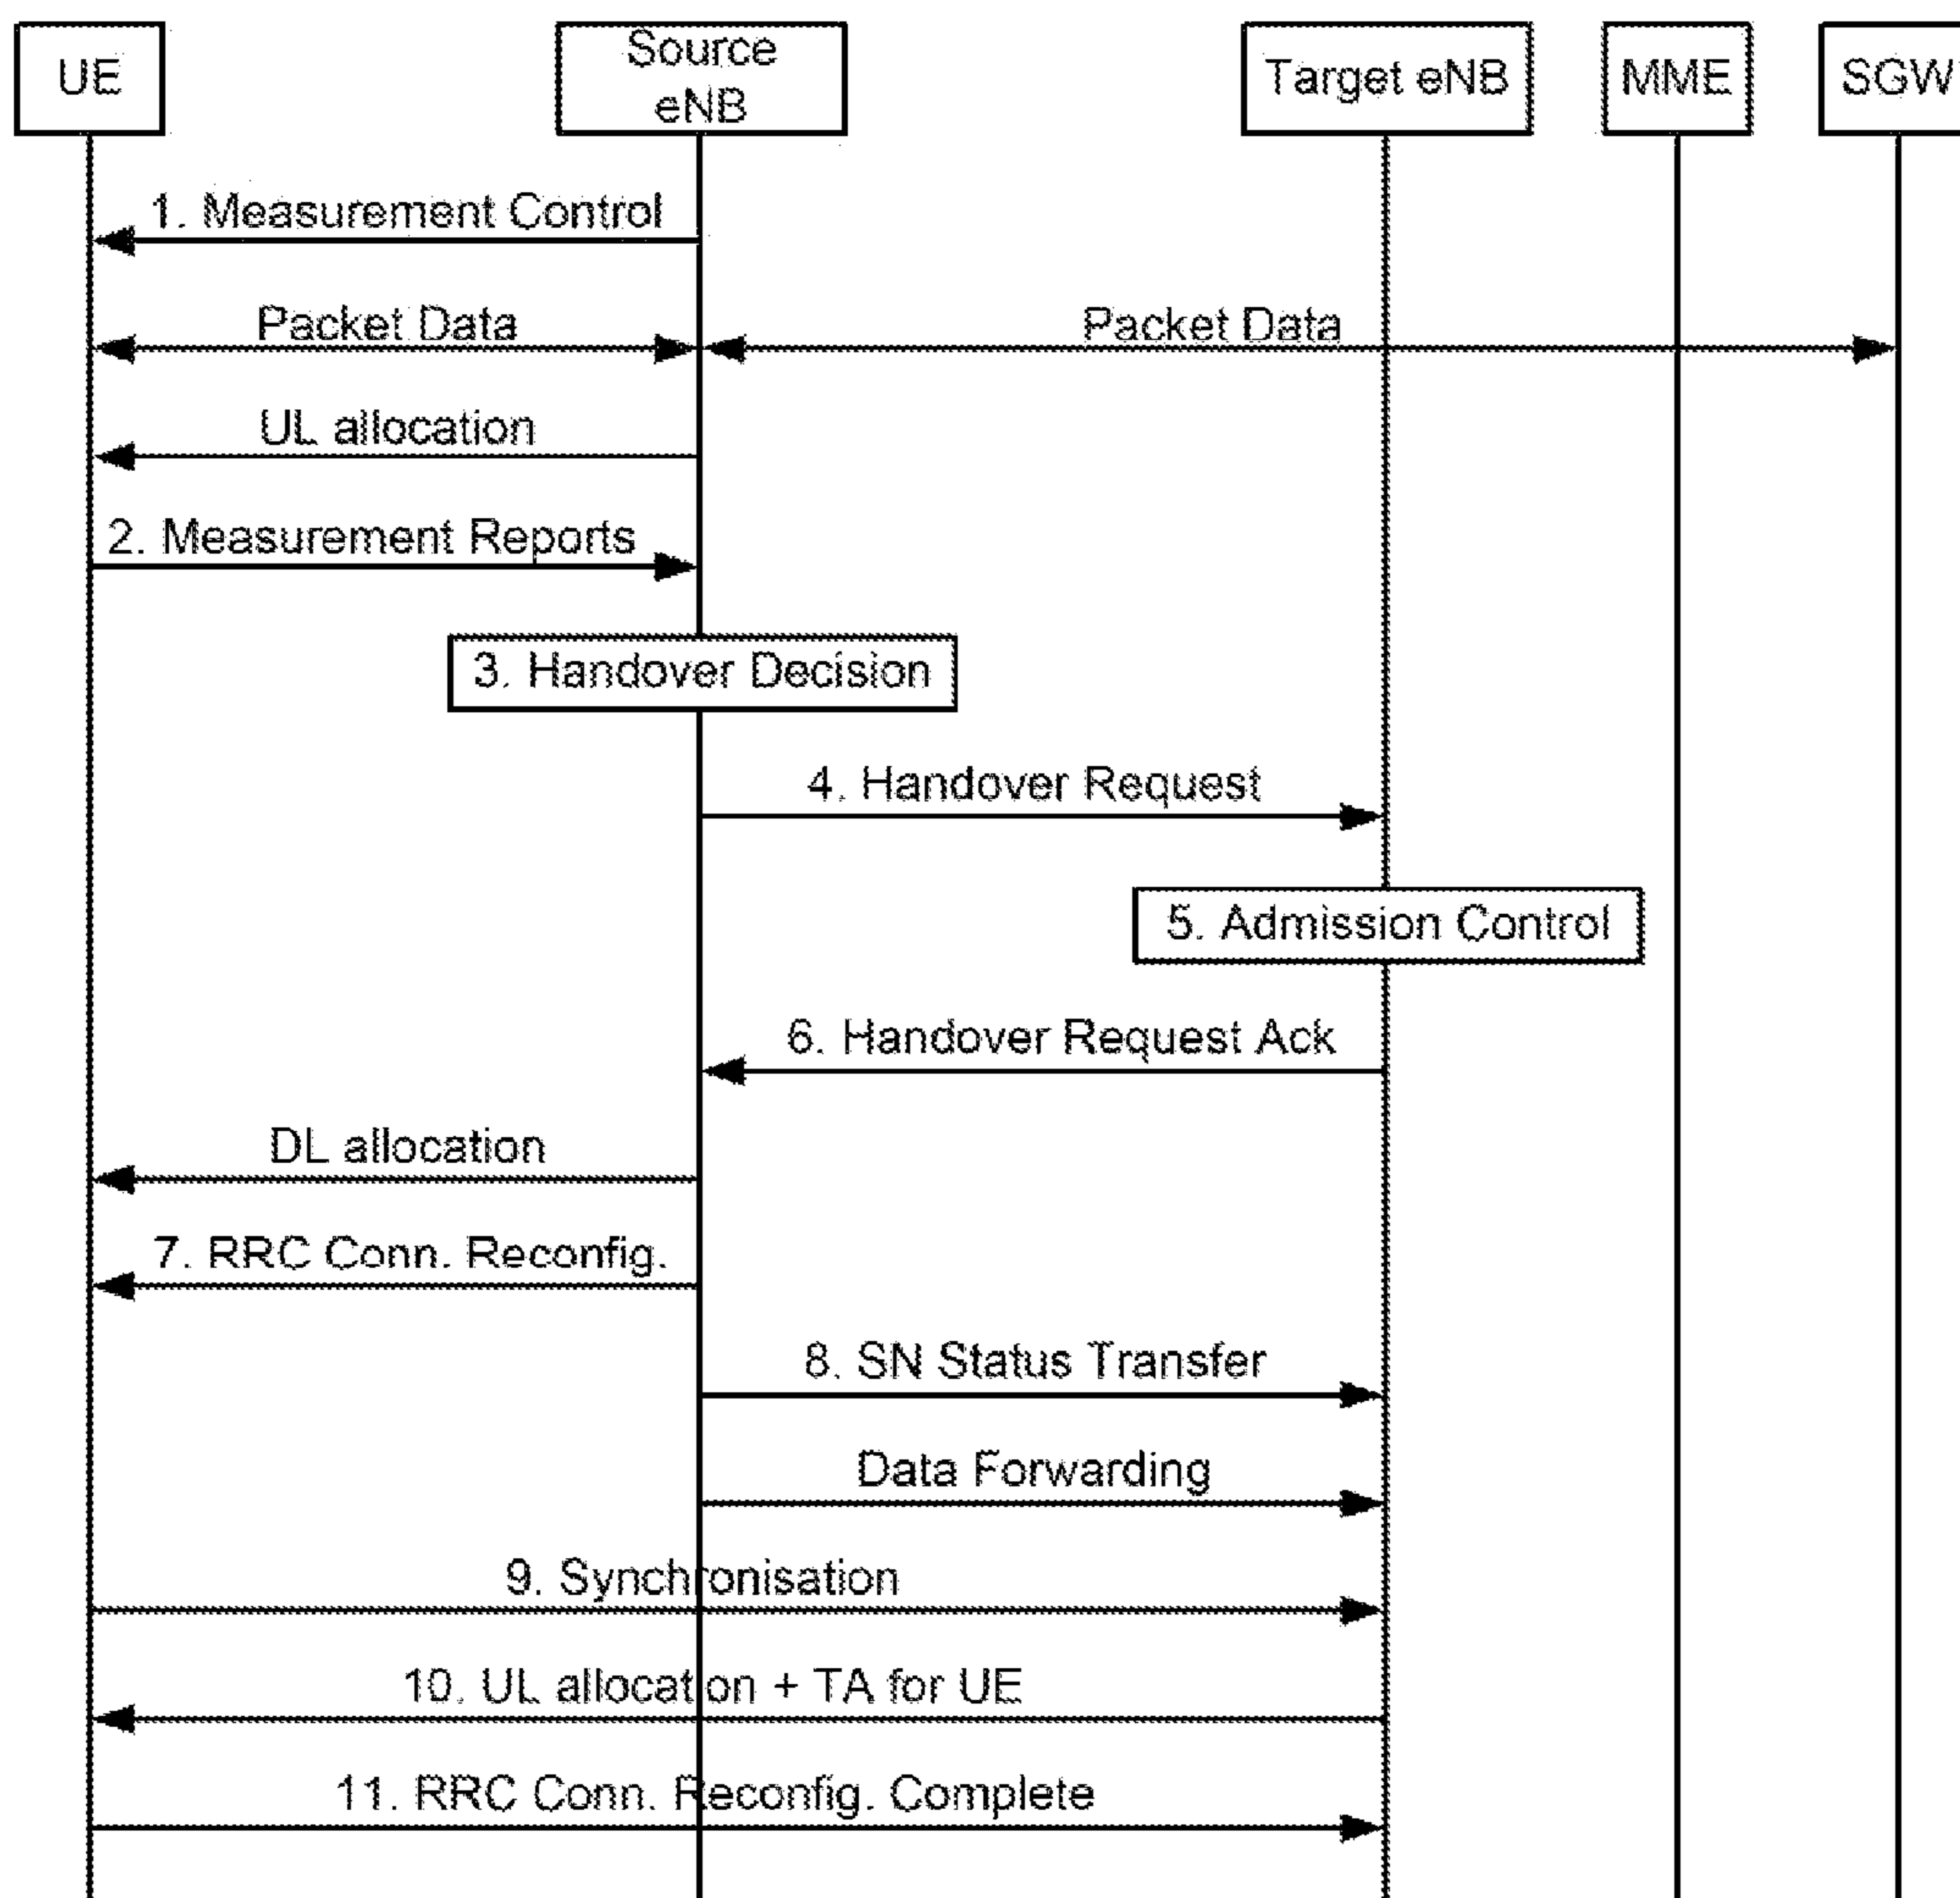 UE
Source
eNB
Target eNB
MME
SGW
1. Measurement Control
Packet Data
Packet Data
UL allocation
2. Measurement Reports
3. Handover Decision
4. Handover Request
5. Admission Control
6. Handover Request Ack
DL allocation
7. RRC Conn. Reconfig.
8. SN Status Transfer
Data Forwarding
9. Synchronisation
10. UL allocation + TA for UE
11. RRC Conn. Reconfig. Complete